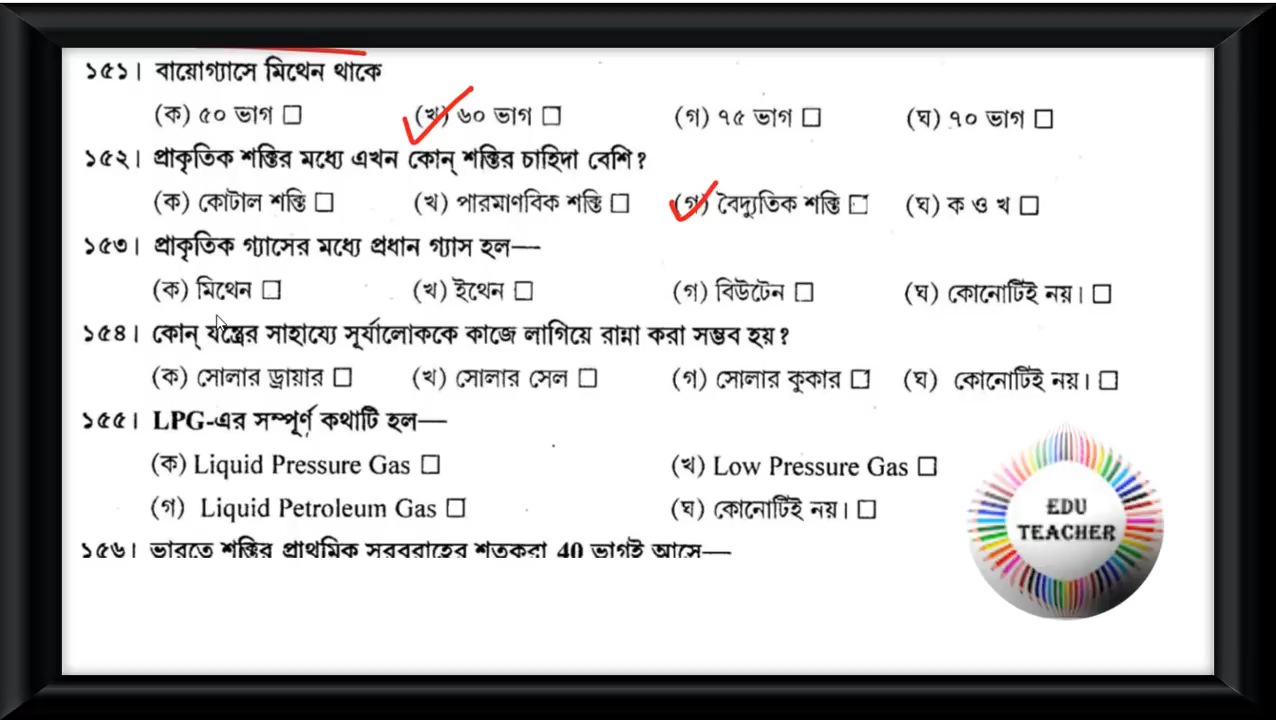 ১৫১। বায়োগ্যাসে মিথেন থাকে
(ক) ৫০ ভাগ (খ) ৬০ ভাগ (গ) ৭৫ ভাগ (ঘ) ৭০ ভাগ
১৫২। প্রাকৃতিক শক্তির মধ্যে এখন কোন্ শক্তির চাহিদা বেশি?
(ক) কোটাল শক্তি (খ) পারমাণবিক শক্তি (গ) বৈদ্যুতিক শক্তি (ঘ) ক ও খ
১৫৩। প্রাকৃতিক গ্যাসের মধ্যে প্রধান গ্যাস হল—
(ক) মিথেন (খ) ইথেন (গ) বিউটেন (ঘ) কোনোটিই নয়।
১৫৪। কোন্ যন্ত্রের সাহায্যে সূর্যালোককে কাজে লাগিয়ে রান্না করা সম্ভব হয়?
(ক) সোলার ড্রায়ার (খ) সোলার সেল (গ) সোলার কুকার (ঘ) কোনোটিই নয়।
১৫৫। LPG-এর সম্পূর্ণ কথাটি হল—
(ক) Liquid Pressure Gas (খ) Low Pressure Gas
(গ) Liquid Petroleum Gas (ঘ) কোনোটিই নয়।
১৫৬। ভারতে শক্তির প্রাথমিক সরবরাহের শতকরা 40 ভাগই আসে—
EDU
TEACHER